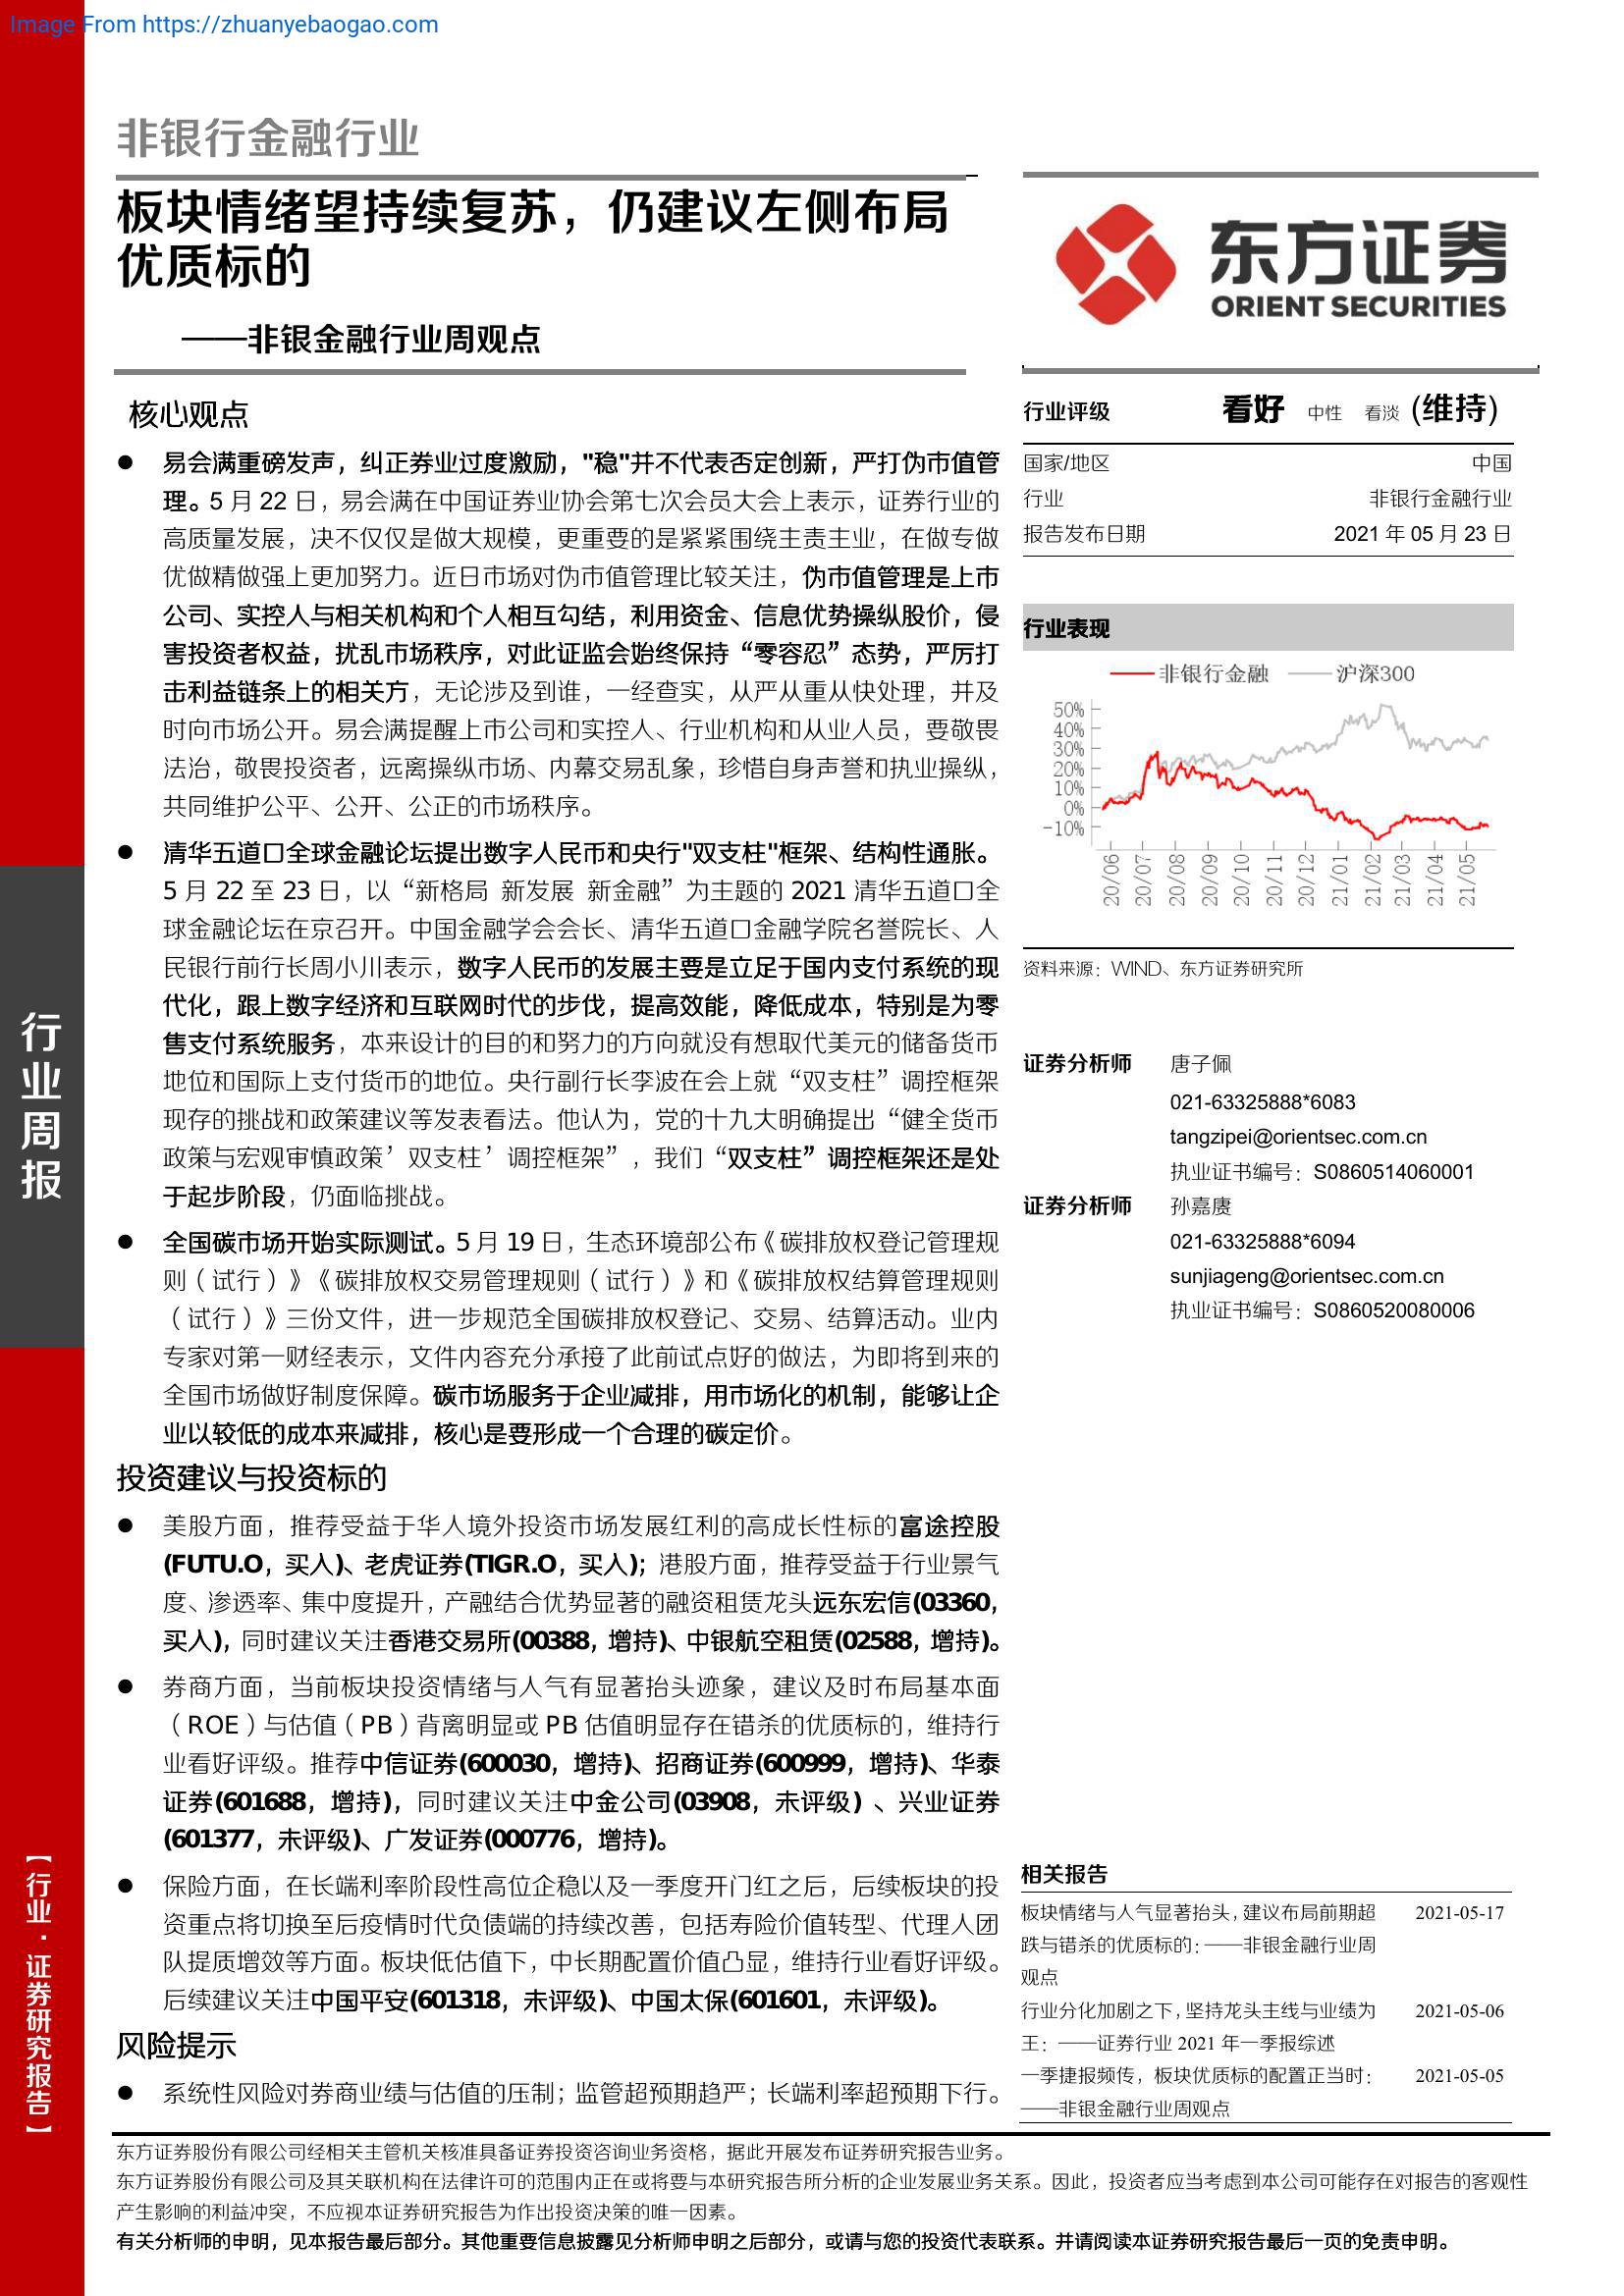 Image From https://zhuanyebaogao.com
非银行金融行业
板块情绪望持续复苏，仍建议左侧布局
优质标的
——非银金融行业周观点
东方证券
ORIENT SECURITIES
核心观点
● 易会满重磅发声，纠正券业过度激励，"稳"并不代表否定创新，严打伪市值管
理。5 月 22 日，易会满在中国证券业协会第七次会员大会上表示，证券行业的
高质量发展，决不仅仅是做大规模，更重要的是紧紧围绕主责主业，在做专做
优做精做强上更加努力。近日市场对伪市值管理比较关注，伪市值管理是上市
公司、实控人与相关机构和个人相互勾结，利用资金、信息优势操纵股价，侵
害投资者权益，扰乱市场秩序，对此证监会始终保持“零容忍”态势，严厉打
击利益链条上的相关方，无论涉及到谁，一经查实，从严从重从快处理，并及
时向市场公开。易会满提醒上市公司和实控人、行业机构和从业人员，要敬畏
法治，敬畏投资者，远离操纵市场、内幕交易乱象，珍惜自身声誉和执业操纵，
共同维护公平、公开、公正的市场秩序。
● 清华五道口全球金融论坛提出数字人民币和央行"双支柱"框架、结构性通胀。
5 月 22 至 23 日，以“新格局 新发展 新金融”为主题的 2021 清华五道口全
球金融论坛在京召开。中国金融学会会长、清华五道口金融学院名誉院长、人
民银行前行长周小川表示，数字人民币的发展主要是立足于国内支付系统的现
代化，跟上数字经济和互联网时代的步伐，提高效能，降低成本，特别是为零
售支付系统服务，本来设计的目的和努力的方向就没有想取代美元的储备货币
地位和国际上支付货币的地位。央行副行长李波在会上就“双支柱”调控框架
现存的挑战和政策建议等发表看法。他认为，党的十九大明确提出“健全货币
政策与宏观审慎政策’双支柱’调控框架”，我们“双支柱”调控框架还是处
于起步阶段，仍面临挑战。
● 全国碳市场开始实际测试。5 月 19 日，生态环境部公布《碳排放权登记管理规
则（试行）》《碳排放权交易管理规则（试行）》和《碳排放权结算管理规则
（试行）》三份文件，进一步规范全国碳排放权登记、交易、结算活动。业内
专家对第一财经表示，文件内容充分承接了此前试点好的做法，为即将到来的
全国市场做好制度保障。碳市场服务于企业减排，用市场化的机制，能够让企
业以较低的成本来减排，核心是要形成一个合理的碳定价。
投资建议与投资标的
● 美股方面，推荐受益于华人境外投资市场发展红利的高成长性标的富途控股
(FUTU.O，买入)、老虎证券(TIGR.O，买入)；港股方面，推荐受益于行业景气
度、渗透率、集中度提升，产融结合优势显著的融资租赁龙头远东宏信(03360，
买入)，同时建议关注香港交易所(00388，增持)、中银航空租赁(02588，增持)。
● 券商方面，当前板块投资情绪与人气有显著抬头迹象，建议及时布局基本面
（ROE）与估值（PB）背离明显或 PB 估值明显存在错杀的优质标的，维持行
业看好评级。推荐中信证券(600030，增持)、招商证券(600999，增持)、华泰
证券(601688，增持)，同时建议关注中金公司(03908，未评级) 、兴业证券
(601377，未评级)、广发证券(000776，增持)。
● 保险方面，在长端利率阶段性高位企稳以及一季度开门红之后，后续板块的投
资重点将切换至后疫情时代负债端的持续改善，包括寿险价值转型、代理人团
队提质增效等方面。板块低估值下，中长期配置价值凸显，维持行业看好评级。
后续建议关注中国平安(601318，未评级)、中国太保(601601，未评级)。
风险提示
● 系统性风险对券商业绩与估值的压制；监管超预期趋严；长端利率超预期下行。
行业评级 看好 中性 看淡 (维持)
国家/地区 中国
行业 非银行金融行业
报告发布日期 2021 年 05 月 23 日
行业表现
非银行金融 沪深300
50%
40%
30%
20%
10%
0%
-10%
20/06 20/07 20/08 20/09 20/10 20/11 20/12 21/01 21/02 21/03 21/04 21/05
资料来源：WIND、东方证券研究所
证券分析师 唐子佩
021-63325888*6083
tangzipei@orientsec.com.cn
执业证书编号：S0860514060001
证券分析师 孙嘉赓
021-63325888*6094
sunjiageng@orientsec.com.cn
执业证书编号：S0860520080006
相关报告
板块情绪与人气显著抬头，建议布局前期超 2021-05-17
跌与错杀的优质标的：——非银金融行业周
观点
行业分化加剧之下，坚持龙头主线与业绩为 2021-05-06
王：——证券行业 2021 年一季报综述
一季捷报频传，板块优质标的配置正当时： 2021-05-05
——非银金融行业周观点
行业周报
【行业·证券研究报告】
东方证券股份有限公司经相关主管机关核准具备证券投资咨询业务资格，据此开展发布证券研究报告业务。
东方证券股份有限公司及其关联机构在法律许可的范围内正在或将要与本研究报告所分析的企业发展业务关系。因此，投资者应当考虑到本公司可能存在对报告的客观性
产生影响的利益冲突，不应视本证券研究报告为作出投资决策的唯一因素。
有关分析师的申明，见本报告最后部分。其他重要信息披露见分析师申明之后部分，或请与您的投资代表联系。并请阅读本证券研究报告最后一页的免责申明。